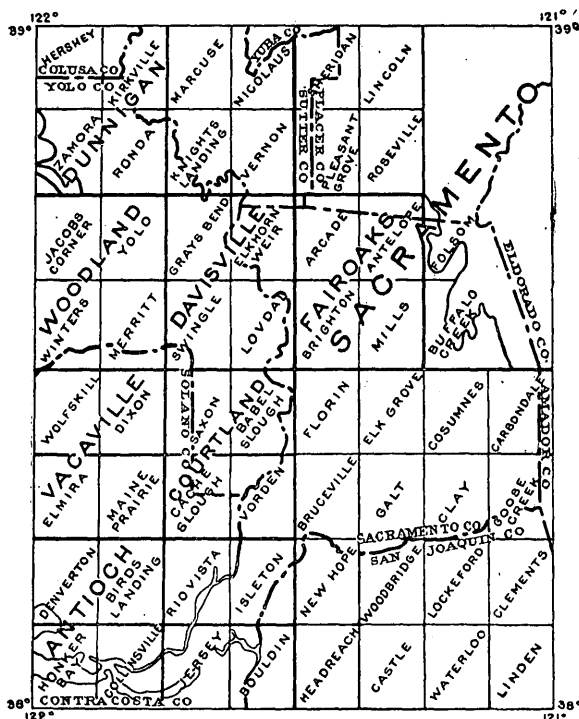 122°
121°
39°
39°
HERSHEY
KIRKVILLE
MARCUSE
NICOLAUS
YUBA CO
SHERIDAN
LINCOLN
COLUSA CO
YOLO CO
DUNNIGAN
ZAMORA
RONDA
KNIGHTS LANDING
VERNON
SUTTER CO
PLACER CO
PLEASANT GROVE
ROSEVILLE
SACRAMENTO
JACOBS CORNER
YOLO
GRAYS BEND
ELKHORN WEIR
ARCADE
ANTELOPE
FOLSOM
WOODLAND
DAVISVILLE
FAIROAKS
ELDORADO CO.
WINTERS
MERRITT
SWINGLE
LOVDAL
BRIGHTON
MILLS
BUFFALO CREEK
WOLFSKILL
DIXON
SOLANO CO
SAXON
BABEL SLOUGH
FLORIN
ELK GROVE
COSUMNES
CARBONDALE
AMADOR CO
VACAVILLE
COURTLAND
ELMIRA
MAINE PRAIRIE
CACHE SLOUSH
VORDEN
BRUCEVILLE
GALT
CLAY
GOOSE CREEK
SACRAMENTO CO
SAN JOAQUIN CO
DENVERTON
BIRDS LANDING
RIOVISTA
ISLETON
NEW HOPE
WOODBRIDGE
LOCKEFORD
CLEMENTS
ANTIOCH
HONKER BAY
COLLINSVILLE
JERSEY
BOULDIN
HEADREACH
CASTLE
WATERLOO
LINDEN
CONTRA COSTA CO
38°
38°
129°
121°